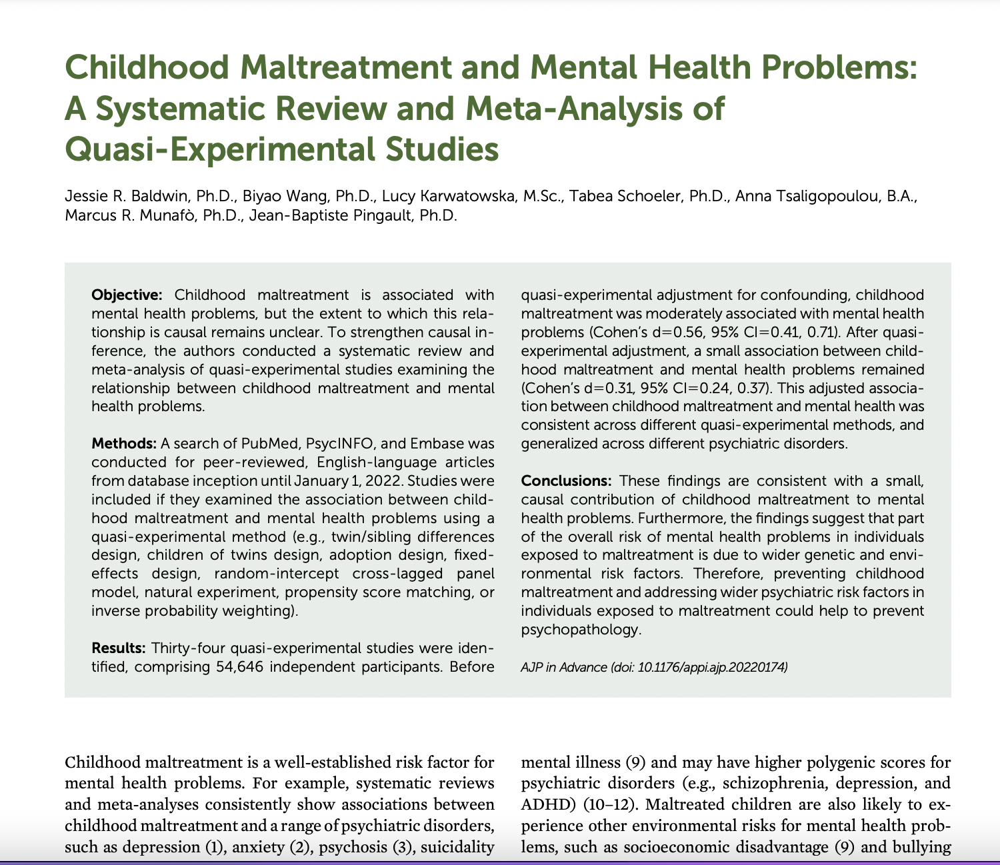 Childhood Maltreatment and Mental Health Problems:
A Systematic Review and Meta-Analysis of
Quasi-Experimental Studies
Jessie R. Baldwin, Ph.D., Biyao Wang, Ph.D., Lucy Karwatowska, M.Sc., Tabea Schoeler, Ph.D., Anna Tsaligopoulou, B.A.,
Marcus R. Munafò, Ph.D., Jean-Baptiste Pingault, Ph.D.
Objective: Childhood maltreatment is associated with
mental health problems, but the extent to which this rela-
tionship is causal remains unclear. To strengthen causal in-
ference, the authors conducted a systematic review and
meta-analysis of quasi-experimental studies examining the
relationship between childhood maltreatment and mental
health problems.
Methods: A search of PubMed, PsycINFO, and Embase was
conducted for peer-reviewed, English-language articles
from database inception until January 1, 2022. Studies were
included if they examined the association between child-
hood maltreatment and mental health problems using a
quasi-experimental method (e.g., twin/sibling differences
design, children of twins design, adoption design, fixed-
effects design, random-intercept cross-lagged panel
model, natural experiment, propensity score matching, or
inverse probability weighting).
Results: Thirty-four quasi-experimental studies were iden-
tified, comprising 54,646 independent participants. Before
quasi-experimental adjustment for confounding, childhood
maltreatment was moderately associated with mental health
problems (Cohen's d=0.56, 95% CI=0.41, 0.71). After quasi-
experimental adjustment, a small association between child-
hood maltreatment and mental health problems remained
(Cohen's d=0.31, 95% CI=0.24, 0.37). This adjusted associa-
tion between childhood maltreatment and mental health was
consistent across different quasi-experimental methods, and
generalized across different psychiatric disorders.
Conclusions: These findings are consistent with a small,
causal contribution of childhood maltreatment to mental
health problems. Furthermore, the findings suggest that part
of the overall risk of mental health problems in individuals
exposed to maltreatment is due to wider genetic and envi-
ronmental risk factors. Therefore, preventing childhood
maltreatment and addressing wider psychiatric risk factors in
individuals exposed to maltreatment could help to prevent
psychopathology.
AJP in Advance (doi: 10.1176/appi.ajp.20220174)
Childhood maltreatment is a well-established risk factor for
mental health problems. For example, systematic reviews
and meta-analyses consistently show associations between
childhood maltreatment and a range of psychiatric disorders,
such as depression (1), anxiety (2), psychosis (3), suicidality
mental illness (9) and may have higher polygenic scores for
psychiatric disorders (e.g., schizophrenia, depression, and
ADHD) (10–12). Maltreated children are also likely to ex-
perience other environmental risks for mental health prob-
lems, such as socioeconomic disadvantage (9) and bullying